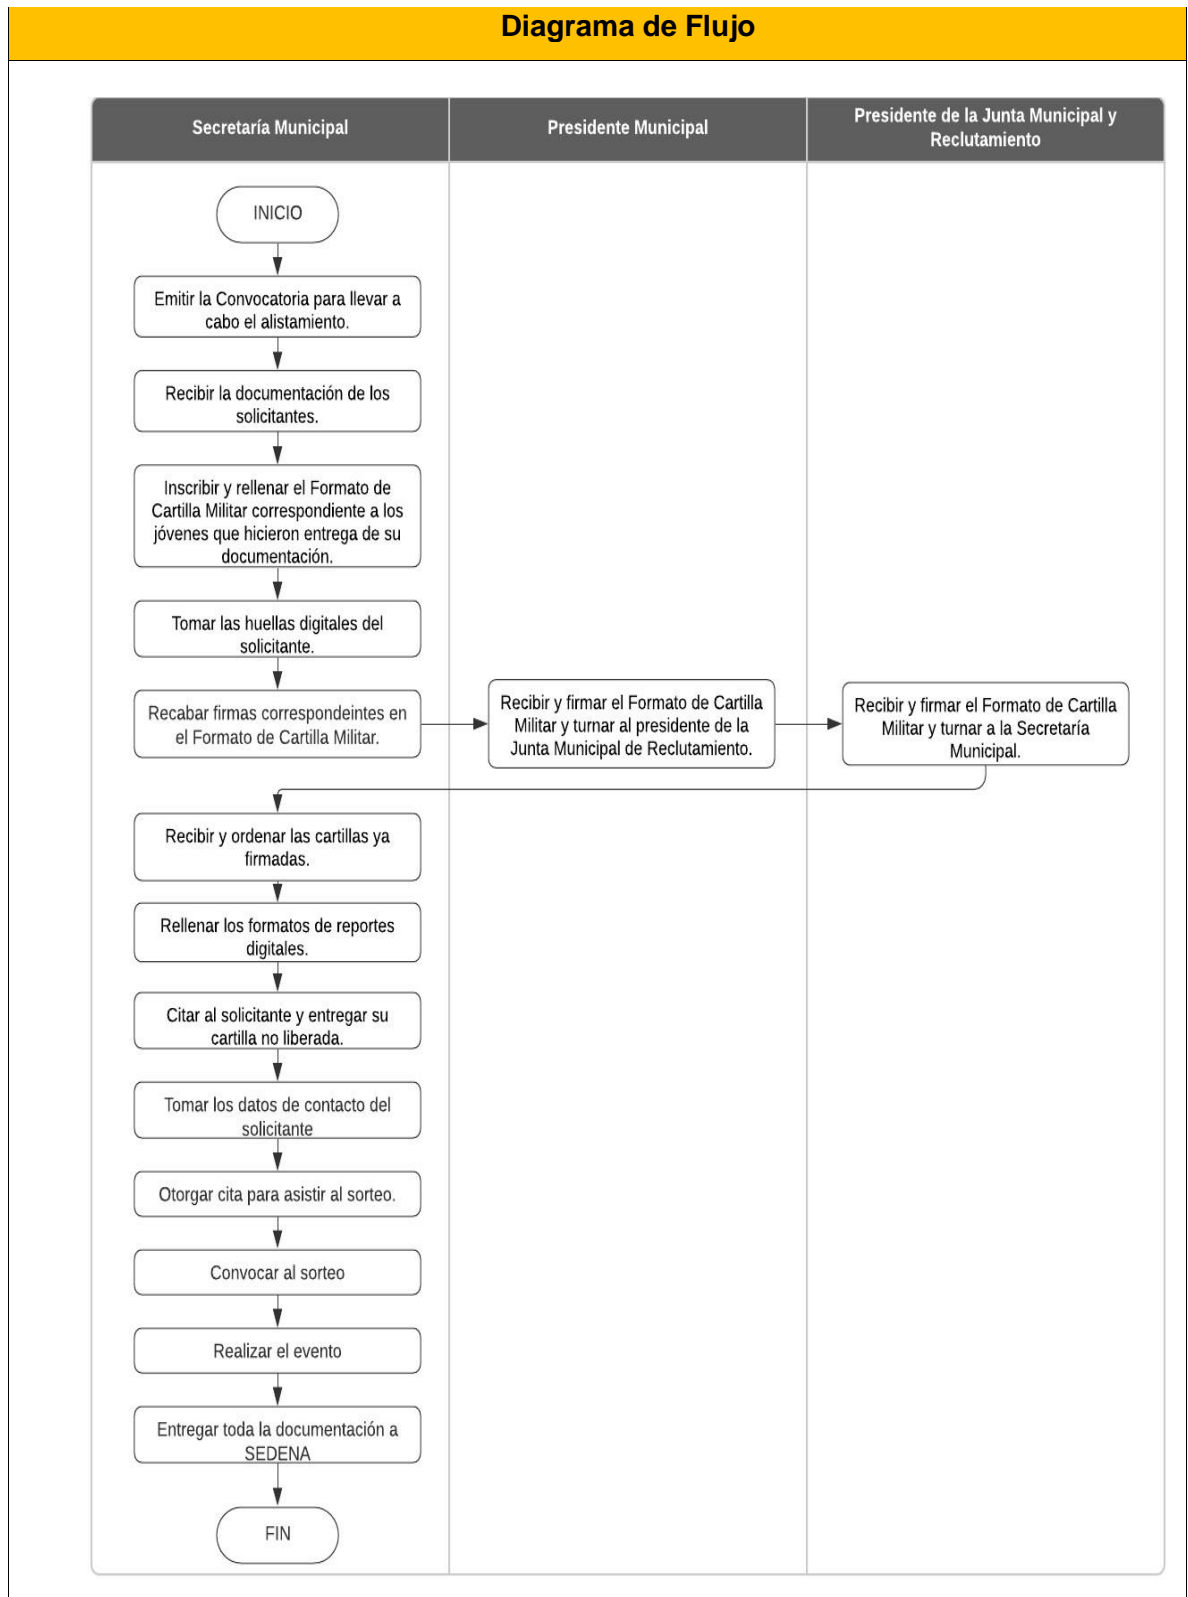 Diagrama de Flujo
Secretaría Municipal
Presidente Municipal
Presidente de la Junta Municipal y
Reclutamiento
INICIO
Emitir la Convocatoria para llevar a
cabo el alistamiento.
Recibir la documentación de los
solicitantes.
Inscribir y rellenar el Formato de
Cartilla Militar correspondiente a los
jóvenes que hicieron entrega de su
documentación.
Tomar las huellas digitales del
solicitante.
Recabar firmas correspondeintes en
el Formato de Cartilla Militar.
Recibir y firmar el Formato de Cartilla
Militar y turnar al presidente de la
Junta Municipal de Reclutamiento.
Recibir y firmar el Formato de Cartilla
Militar y turnar a la Secretaría
Municipal.
Recibir y ordenar las cartillas ya
firmadas.
Rellenar los formatos de reportes
digitales.
Citar al solicitante y entregar su
cartilla no liberada.
Tomar los datos de contacto del
solicitante
Otorgar cita para asistir al sorteo.
Convocar al sorteo
Realizar el evento
Entregar toda la documentación a
SEDENA
FIN